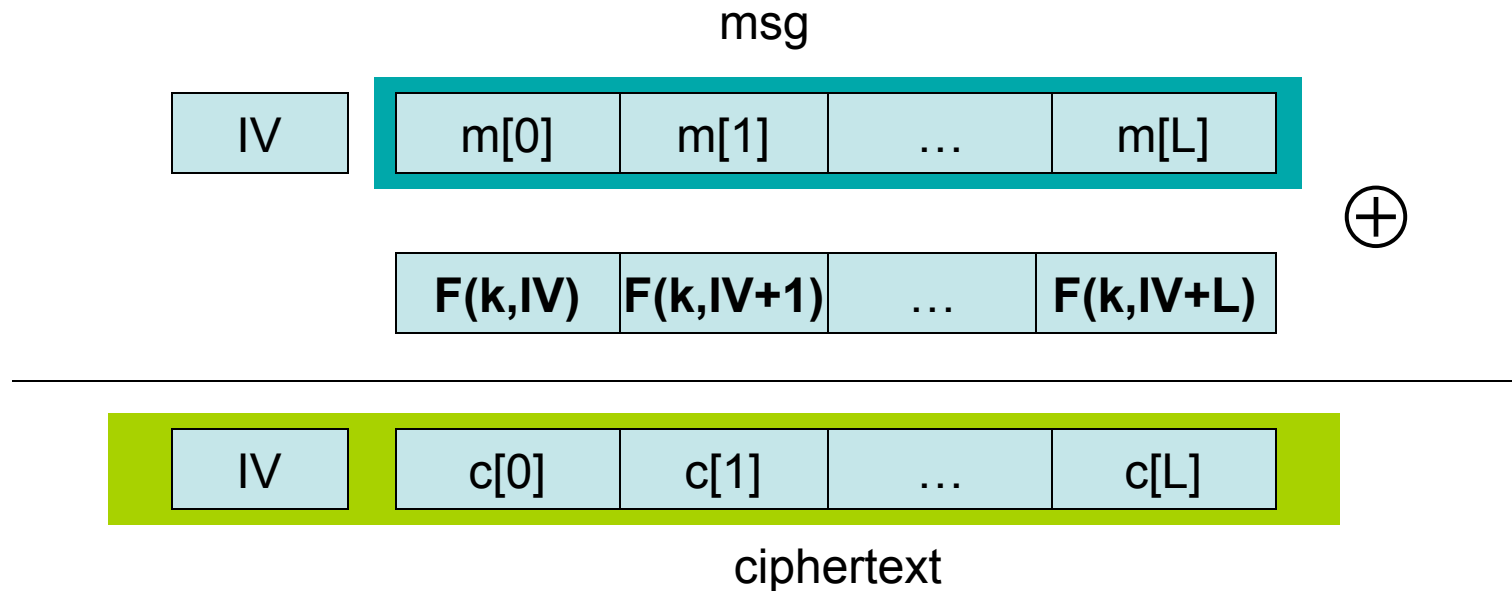 msg
IV m[0] m[1] … m[L]
⊕
F(k,IV) F(k,IV+1) … F(k,IV+L)
IV c[0] c[1] … c[L]
ciphertext